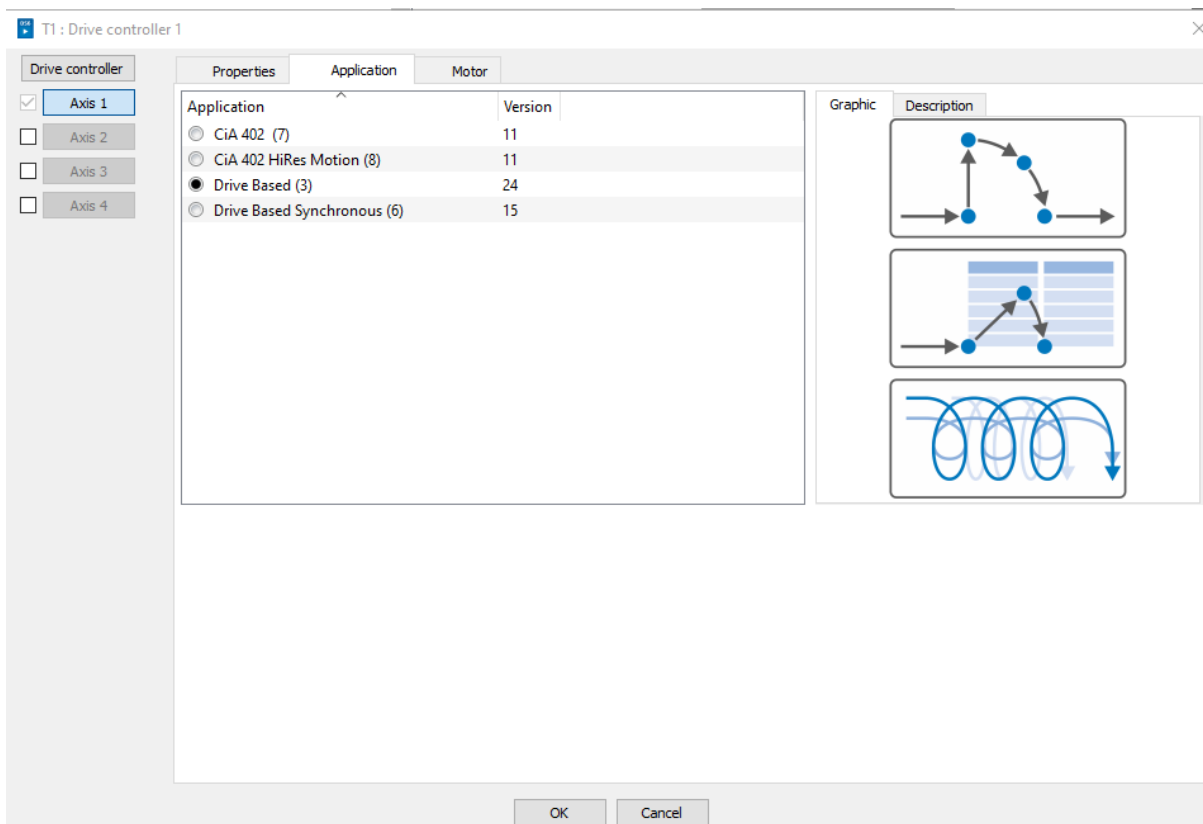 T1 : Drive controller 1
Drive controller
Properties
Application
Motor
Axis 1
Axis 2
Axis 3
Axis 4
Application Version
CiA 402 (7) 11
CiA 402 HiRes Motion (8) 11
Drive Based (3) 24
Drive Based Synchronous (6) 15
Graphic
Description
OK
Cancel